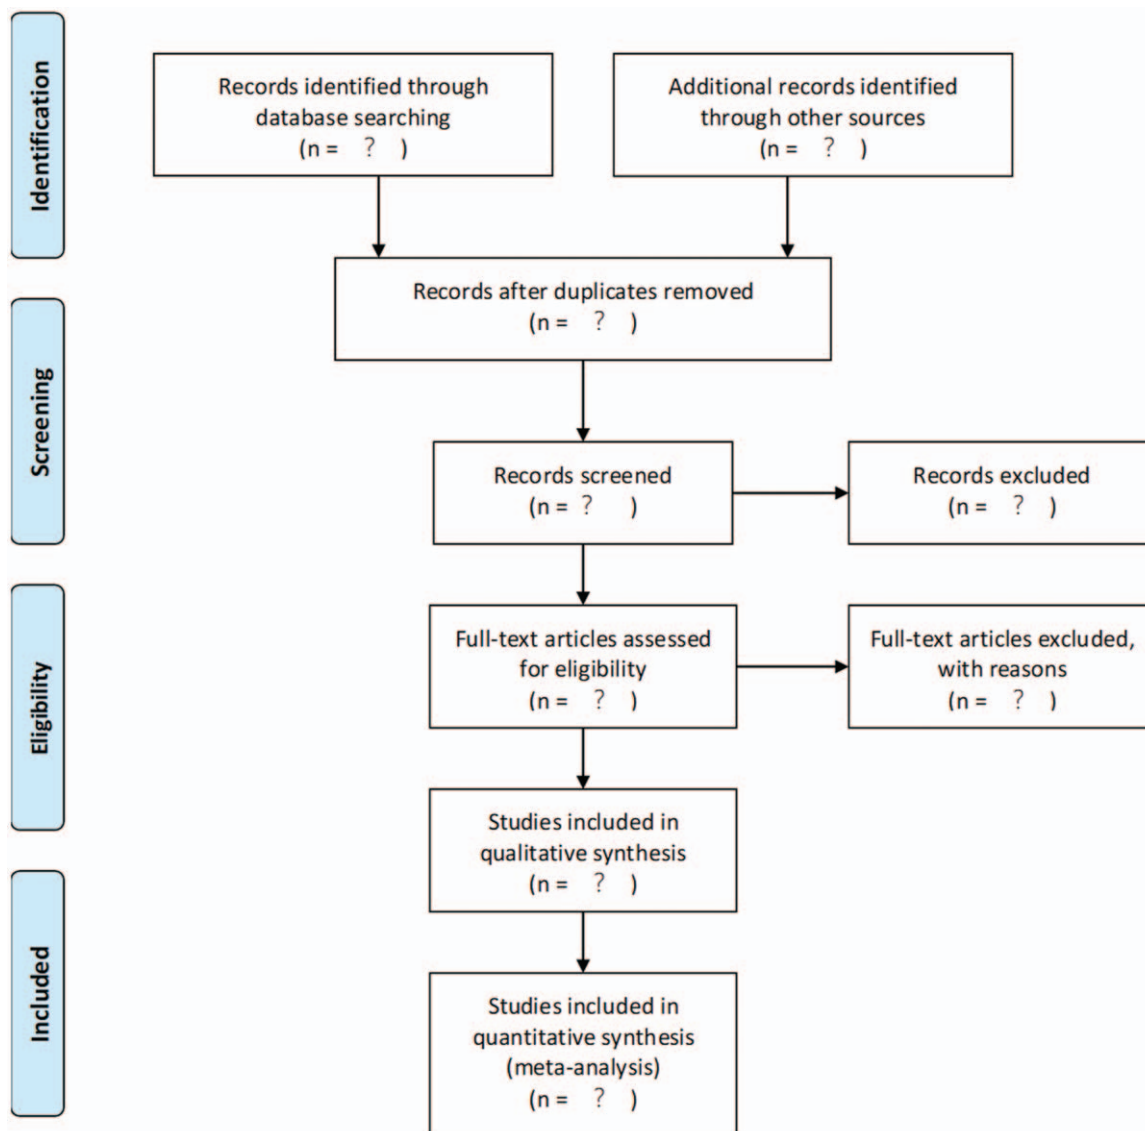 Identification
Records identified through
database searching
(n = ? )
Additional records identified
through other sources
(n = ? )
Records after duplicates removed
(n = ? )
Screening
Records screened
(n = ? )
Records excluded
(n = ? )
Eligibility
Full-text articles assessed
for eligibility
(n = ? )
Full-text articles excluded,
with reasons
(n = ? )
Studies included in
qualitative synthesis
(n = ? )
Included
Studies included in
quantitative synthesis
(meta-analysis)
(n = ? )